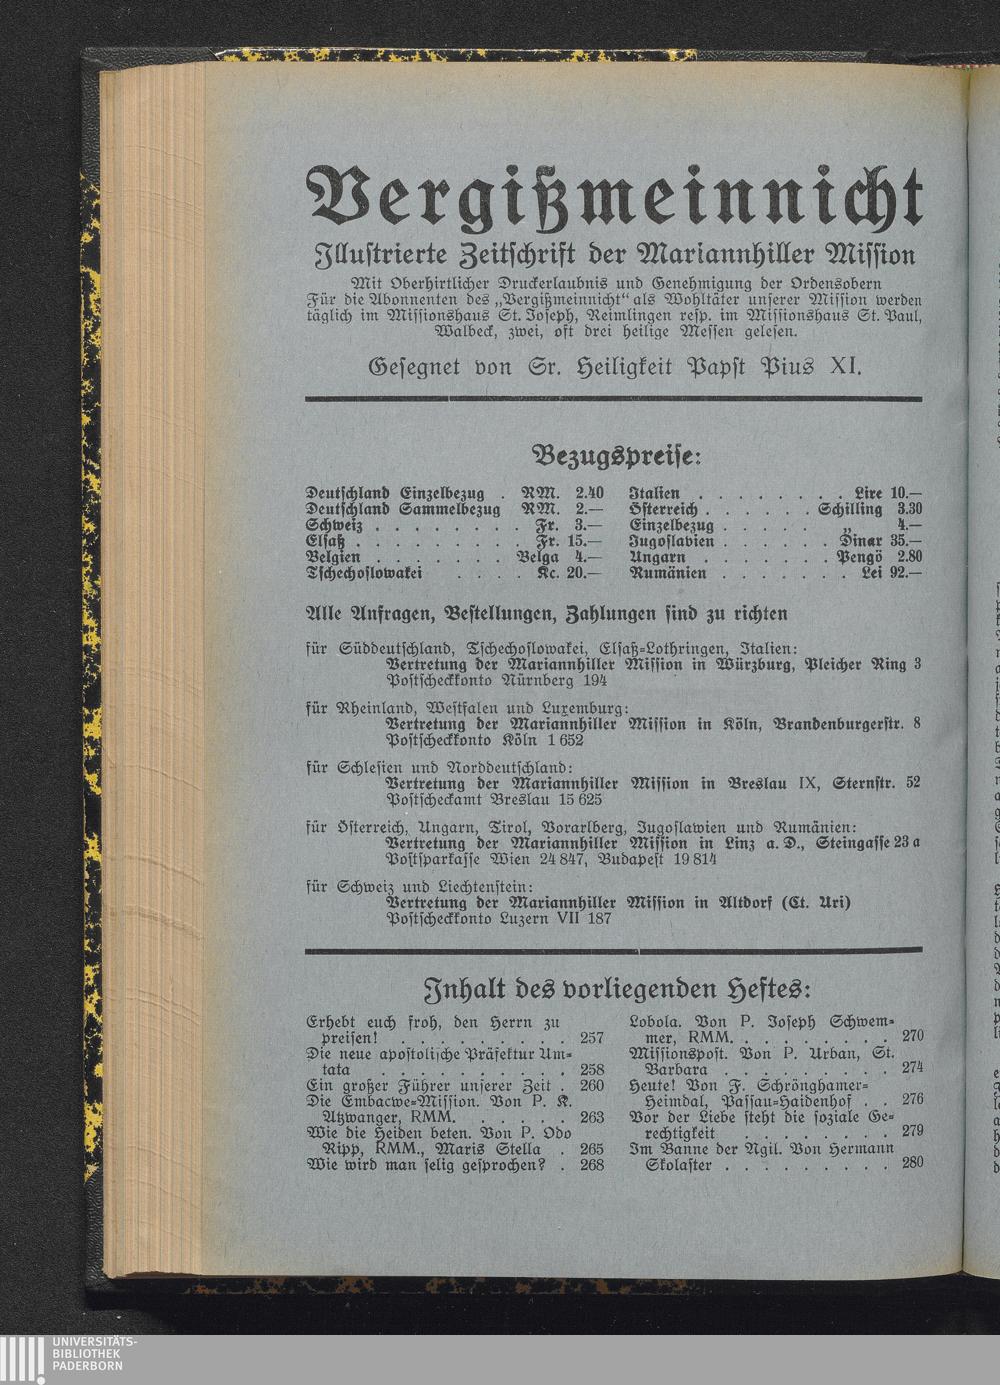 Vergißmeinnicht
Illustrierte Zeitschrift der Mariannhiller Mission
Mit Oberhirtlicher Druckerlaubnis und Genehmigung der Ordensobern
Für die Abonnenten des „Vergißmeinnicht“ als Wohltäter unserer Mission werden
täglich im Missionshaus St. Joseph, Reimlingen resp. im Missionshaus St. Paul,
Walbeck, zwei, oft drei heilige Messen gelesen.
Gesegnet von Sr. Heiligkeit Papst Pius XI.
Bezugspreise:
Deutschland Einzelbezug . RM. 2.40
Deutschland Sammelbezug RM. 2.—
Schweiz . . . . . . . . Fr. 3.—
Elsaß . . . . . . . . . Fr. 15.—
Belgien . . . . . . . Belga 4.—
Tschechoslowakei . . . . Kc. 20.—
Italien . . . . . . . . Lire 10.—
Österreich . . . . . . Schilling 3.30
Einzelbezug . . . . . „ 4.—
Jugoslavien . . . . . . Dinar 35.—
Ungarn . . . . . . . Pengö 2.80
Rumänien . . . . . . . Lei 92.—
Alle Anfragen, Bestellungen, Zahlungen sind zu richten
für Süddeutschland, Tschechoslowakei, Elsaß-Lothringen, Italien:
Vertretung der Mariannhiller Mission in Würzburg, Pleicher Ring 3
Postscheckkonto Nürnberg 194
für Rheinland, Westfalen und Luxemburg:
Vertretung der Mariannhiller Mission in Köln, Brandenburgerstr. 8
Postscheckkonto Köln 1 652
für Schlesien und Norddeutschland:
Vertretung der Mariannhiller Mission in Breslau IX, Sternstr. 52
Postscheckamt Breslau 15 625
für Österreich, Ungarn, Tirol, Vorarlberg, Jugoslawien und Rumänien:
Vertretung der Mariannhiller Mission in Linz a. D., Steingasse 23 a
Postsparkasse Wien 24 847, Budapest 19 814
für Schweiz und Liechtenstein:
Vertretung der Mariannhiller Mission in Altdorf (Ct. Uri)
Postscheckkonto Luzern VII 187
Inhalt des vorliegenden Heftes:
Erhebt euch froh, den Herrn zu
preisen! . . . . . . . . . 257
Die neue apostolische Präfektur Um-
tata . . . . . . . . . . 258
Ein großer Führer unserer Zeit . 260
Die Embacwe-Mission. Von P. K.
Utzwanger, RMM. . . . . . 263
Wie die Heiden beten. Von P. Odo
Ripp, RMM., Maris Stella . 265
Wie wird man selig gesprochen? . 268
Lobola. Von P. Joseph Schwem-
mer, RMM. . . . . . . . . 270
Missionspost. Von P. Urban, St.
Barbara . . . . . . . . . 274
Heute! Von F. Schrönghamer-
Heimdal, Passau-Haidenhof . . 276
Vor der Liebe steht die soziale Ge-
rechtigkeit . . . . . . . . 279
Im Banne der Ngil. Von Hermann
Skolaster . . . . . . . . . 280
UNIVERSITÄTS-
BIBLIOTHEK
PADERBORN